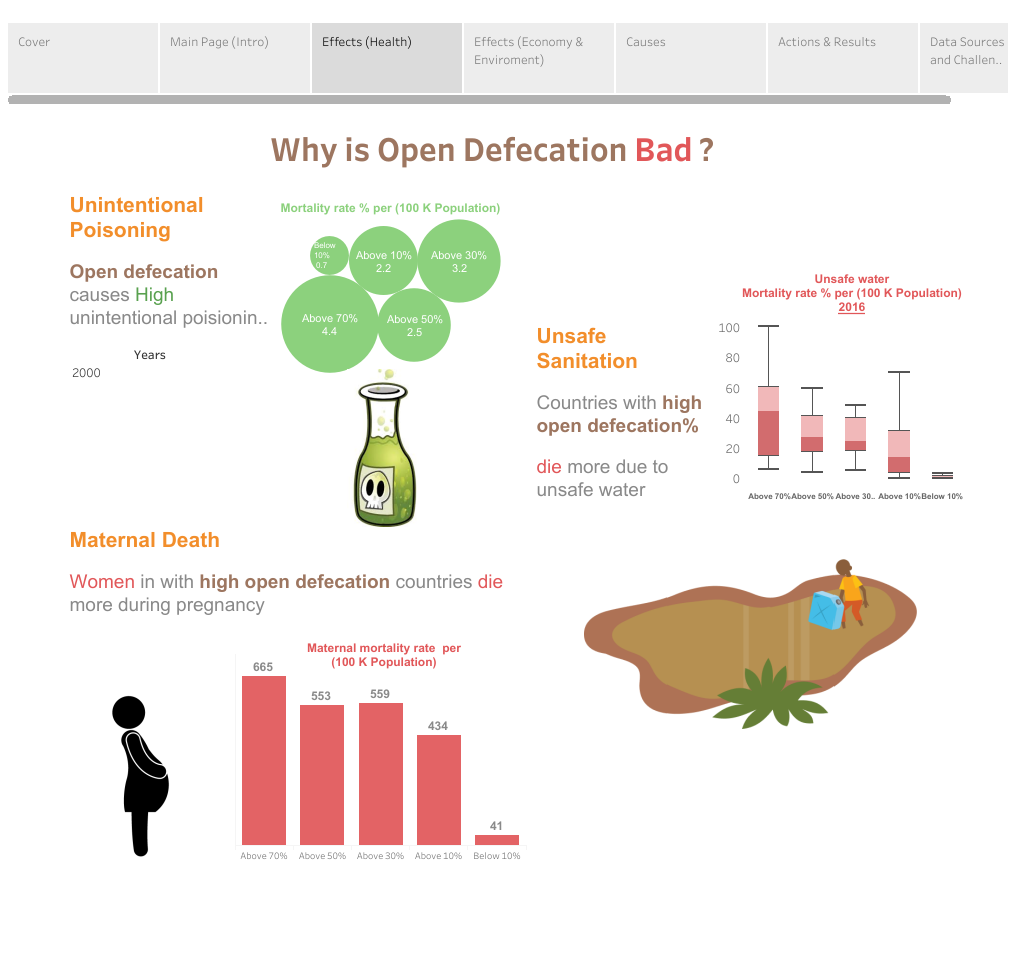 Cover
Main Page (Intro)
Effects (Health)
Effects (Economy &
Enviroment)
Causes
Actions & Results
Data Sources
and Challen..
Why is Open Defecation Bad ?
Unintentional
Poisoning
Open defecation
causes High
unintentional poisionin..
Years
2000
Mortality rate % per (100 K Population)
Below
10%
0.7
Above 10%
2.2
Above 30%
3.2
Above 70%
4.4
Above 50%
2.5
Unsafe
Sanitation
Countries with high
open defecation%
die more due to
unsafe water
Unsafe water
Mortality rate % per (100 K Population)
2016
100
80
60
40
20
0
Above 70%
Above 50%
Above 30..
Above 10%
Below 10%
Maternal Death
Women in with high open defecation countries die
more during pregnancy
Maternal mortality rate per
(100 K Population)
665
553
559
434
41
Above 70%
Above 50%
Above 30%
Above 10%
Below 10%